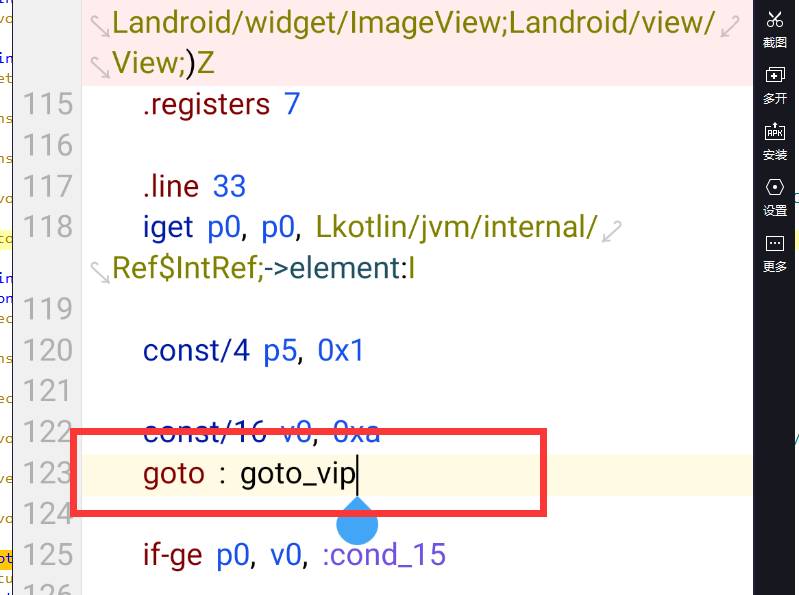 Landroid/widget/ImageView;Landroid/view/
View;)Z
115 .registers 7
116
117 .line 33
118 iget p0, p0, Lkotlin/jvm/internal/
Ref$IntRef;->element:I
119
120 const/4 p5, 0x1
121
122 const/16 v0, 0xa
123 goto : goto_vip
124
125 if-ge p0, v0, :cond_15
126
截图
多开
安装
设置
更多